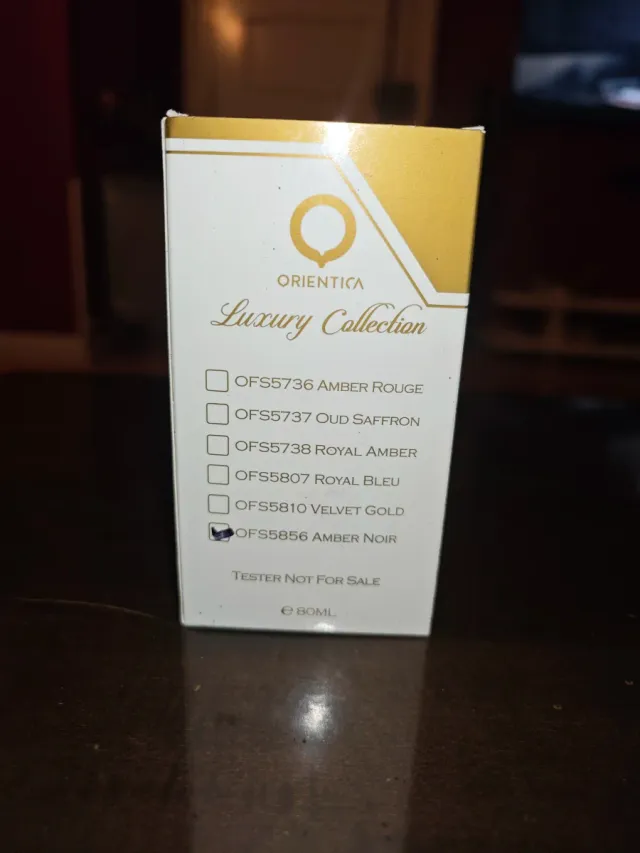 ORIENTICA
Luxury Collection
OFS5736 AMBER ROUGE
OFS5737 OUD SAFFRON
OFS5738 ROYAL AMBER
OFS5807 ROYAL BLEU
OFS5810 VELVET GOLD
OFS5856 AMBER NOIR
TESTER NOT FOR SALE
℮ 80ML